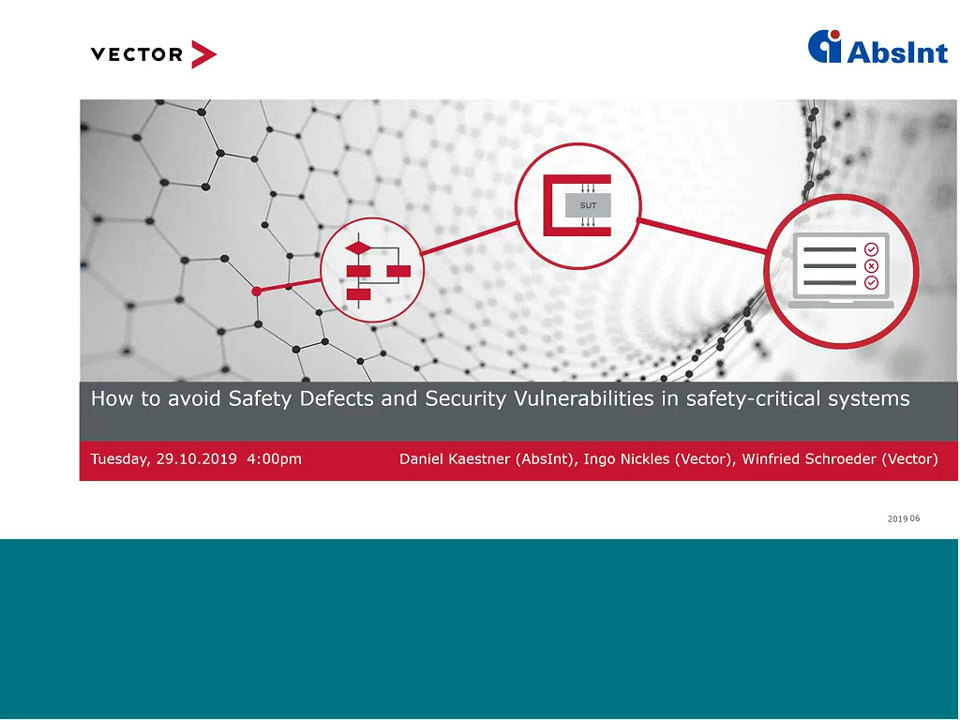 VECTOR
AbsInt
SUT
How to avoid Safety Defects and Security Vulnerabilities in safety-critical systems
Tuesday, 29.10.2019 4:00pm Daniel Kaestner (AbsInt), Ingo Nickles (Vector), Winfried Schroeder (Vector)
2019 06